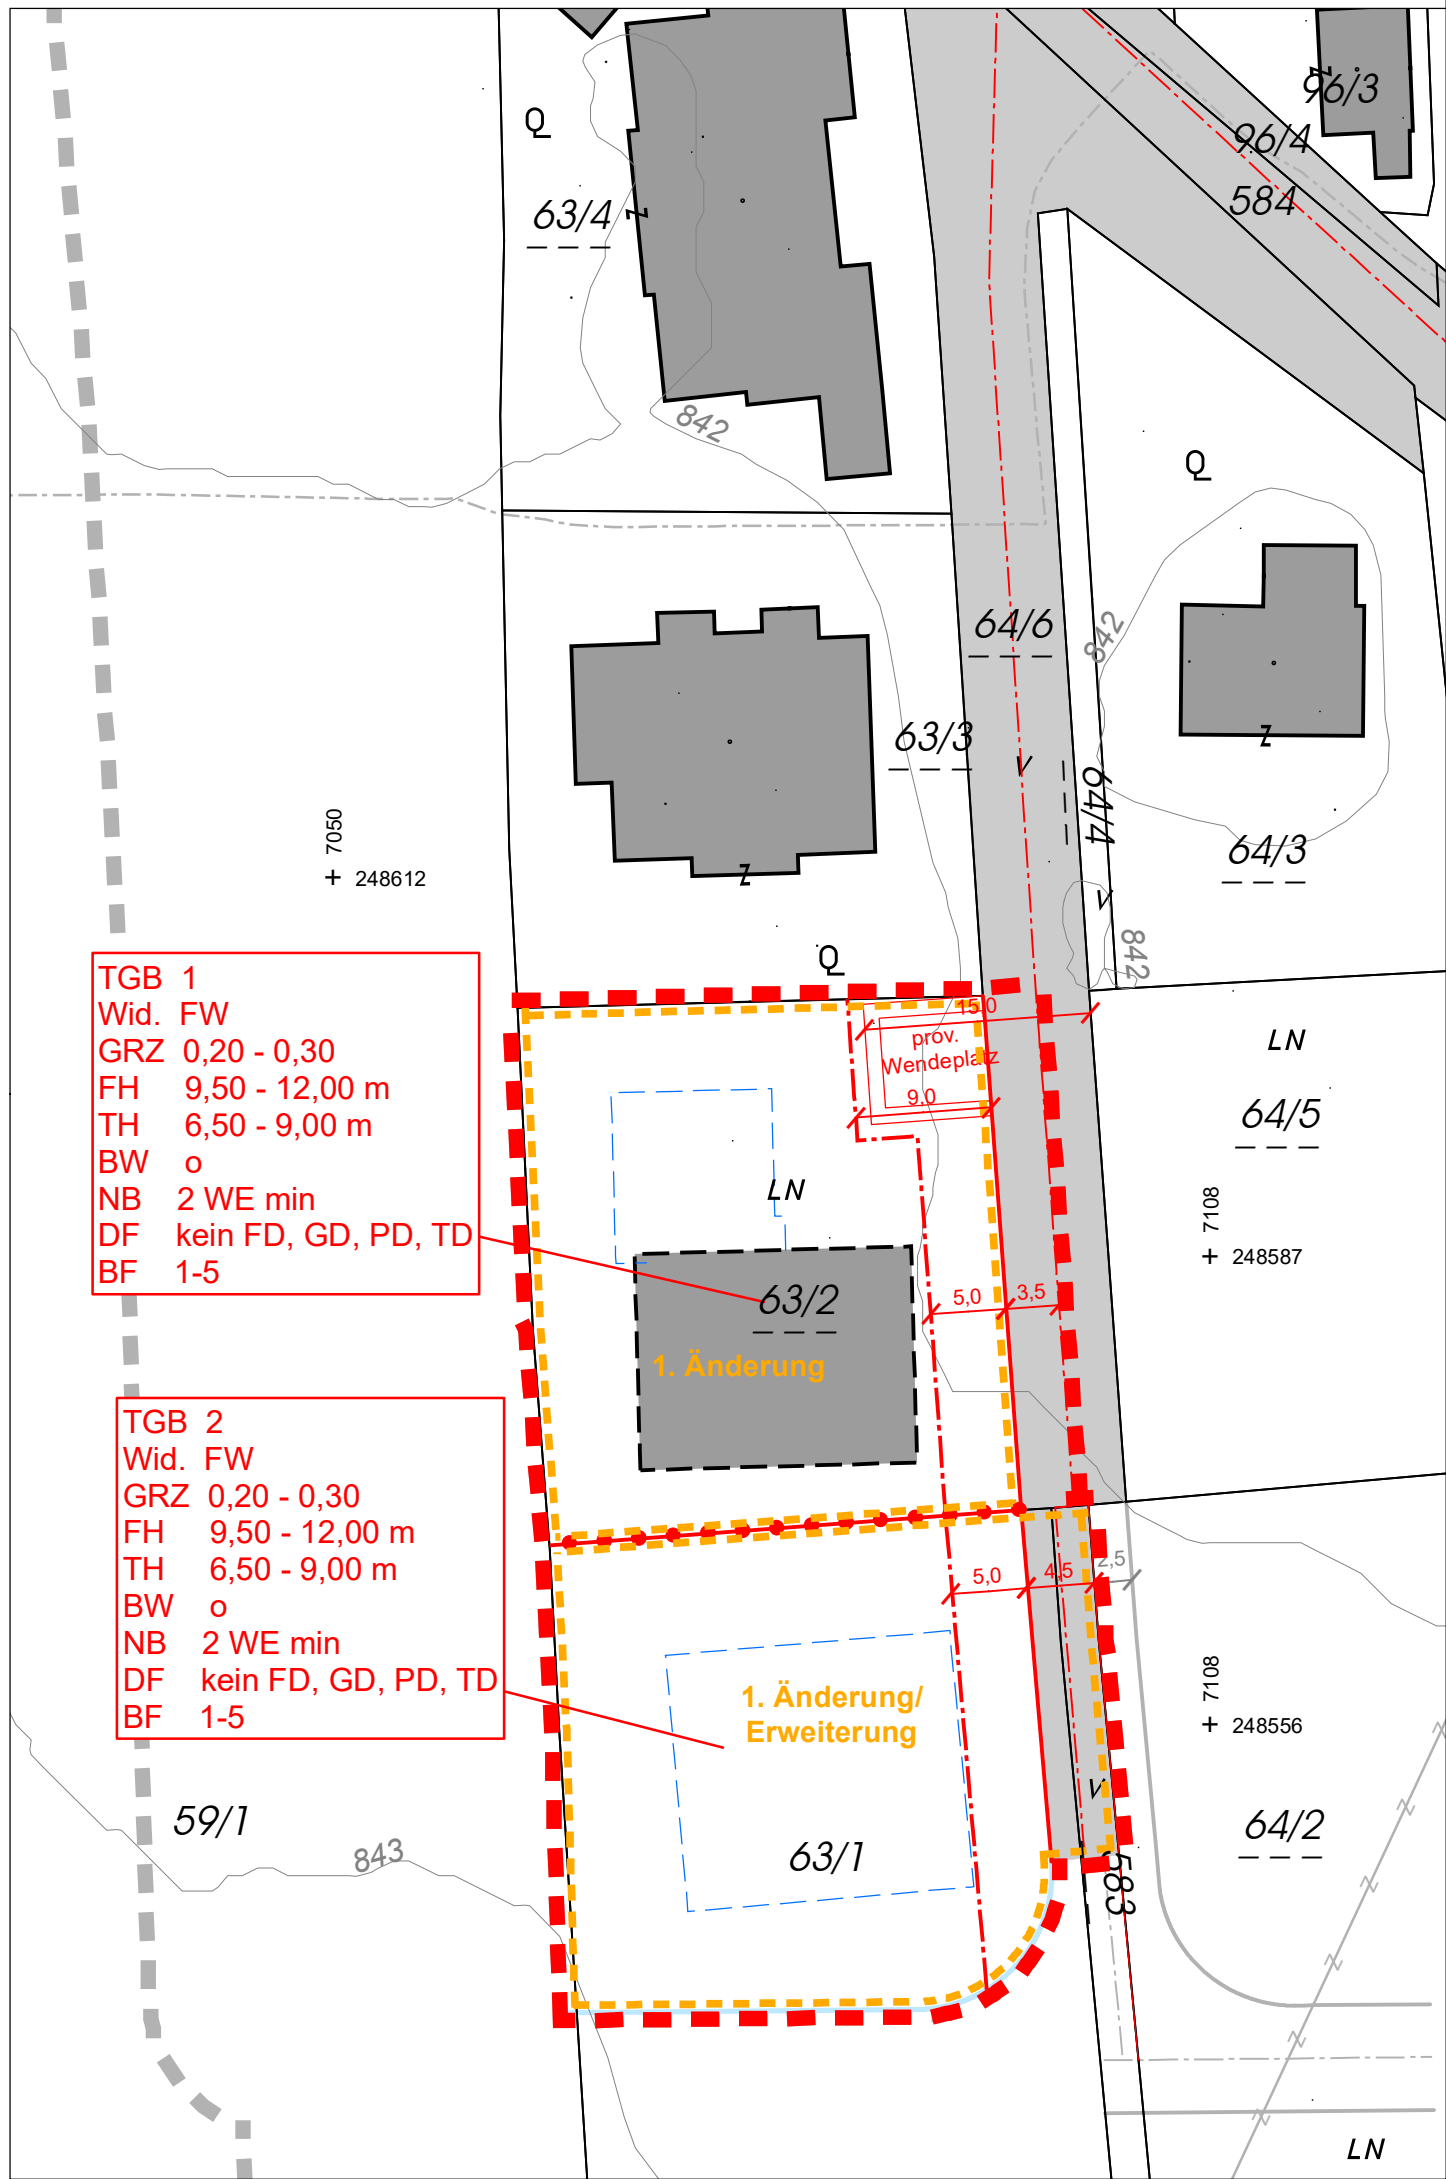 96/3
96/4
584
Q
63/4
842
Q
64/6
842
63/3
64/4
64/3
7050
+ 248612
842
Q
TGB 1
Wid. FW
GRZ 0,20 - 0,30
FH 9,50 - 12,00 m
TH 6,50 - 9,00 m
BW o
NB 2 WE min
DF kein FD, GD, PD, TD
BF 1-5
15,0
prov.
Wendeplatz
9,0
LN
64/5
LN
7108
+ 248587
63/2
5,0
3,5
1. Änderung
TGB 2
Wid. FW
GRZ 0,20 - 0,30
FH 9,50 - 12,00 m
TH 6,50 - 9,00 m
BW o
NB 2 WE min
DF kein FD, GD, PD, TD
BF 1-5
5,0
4,5
2,5
1. Änderung/
Erweiterung
7108
+ 248556
59/1
843
63/1
64/2
583
LN